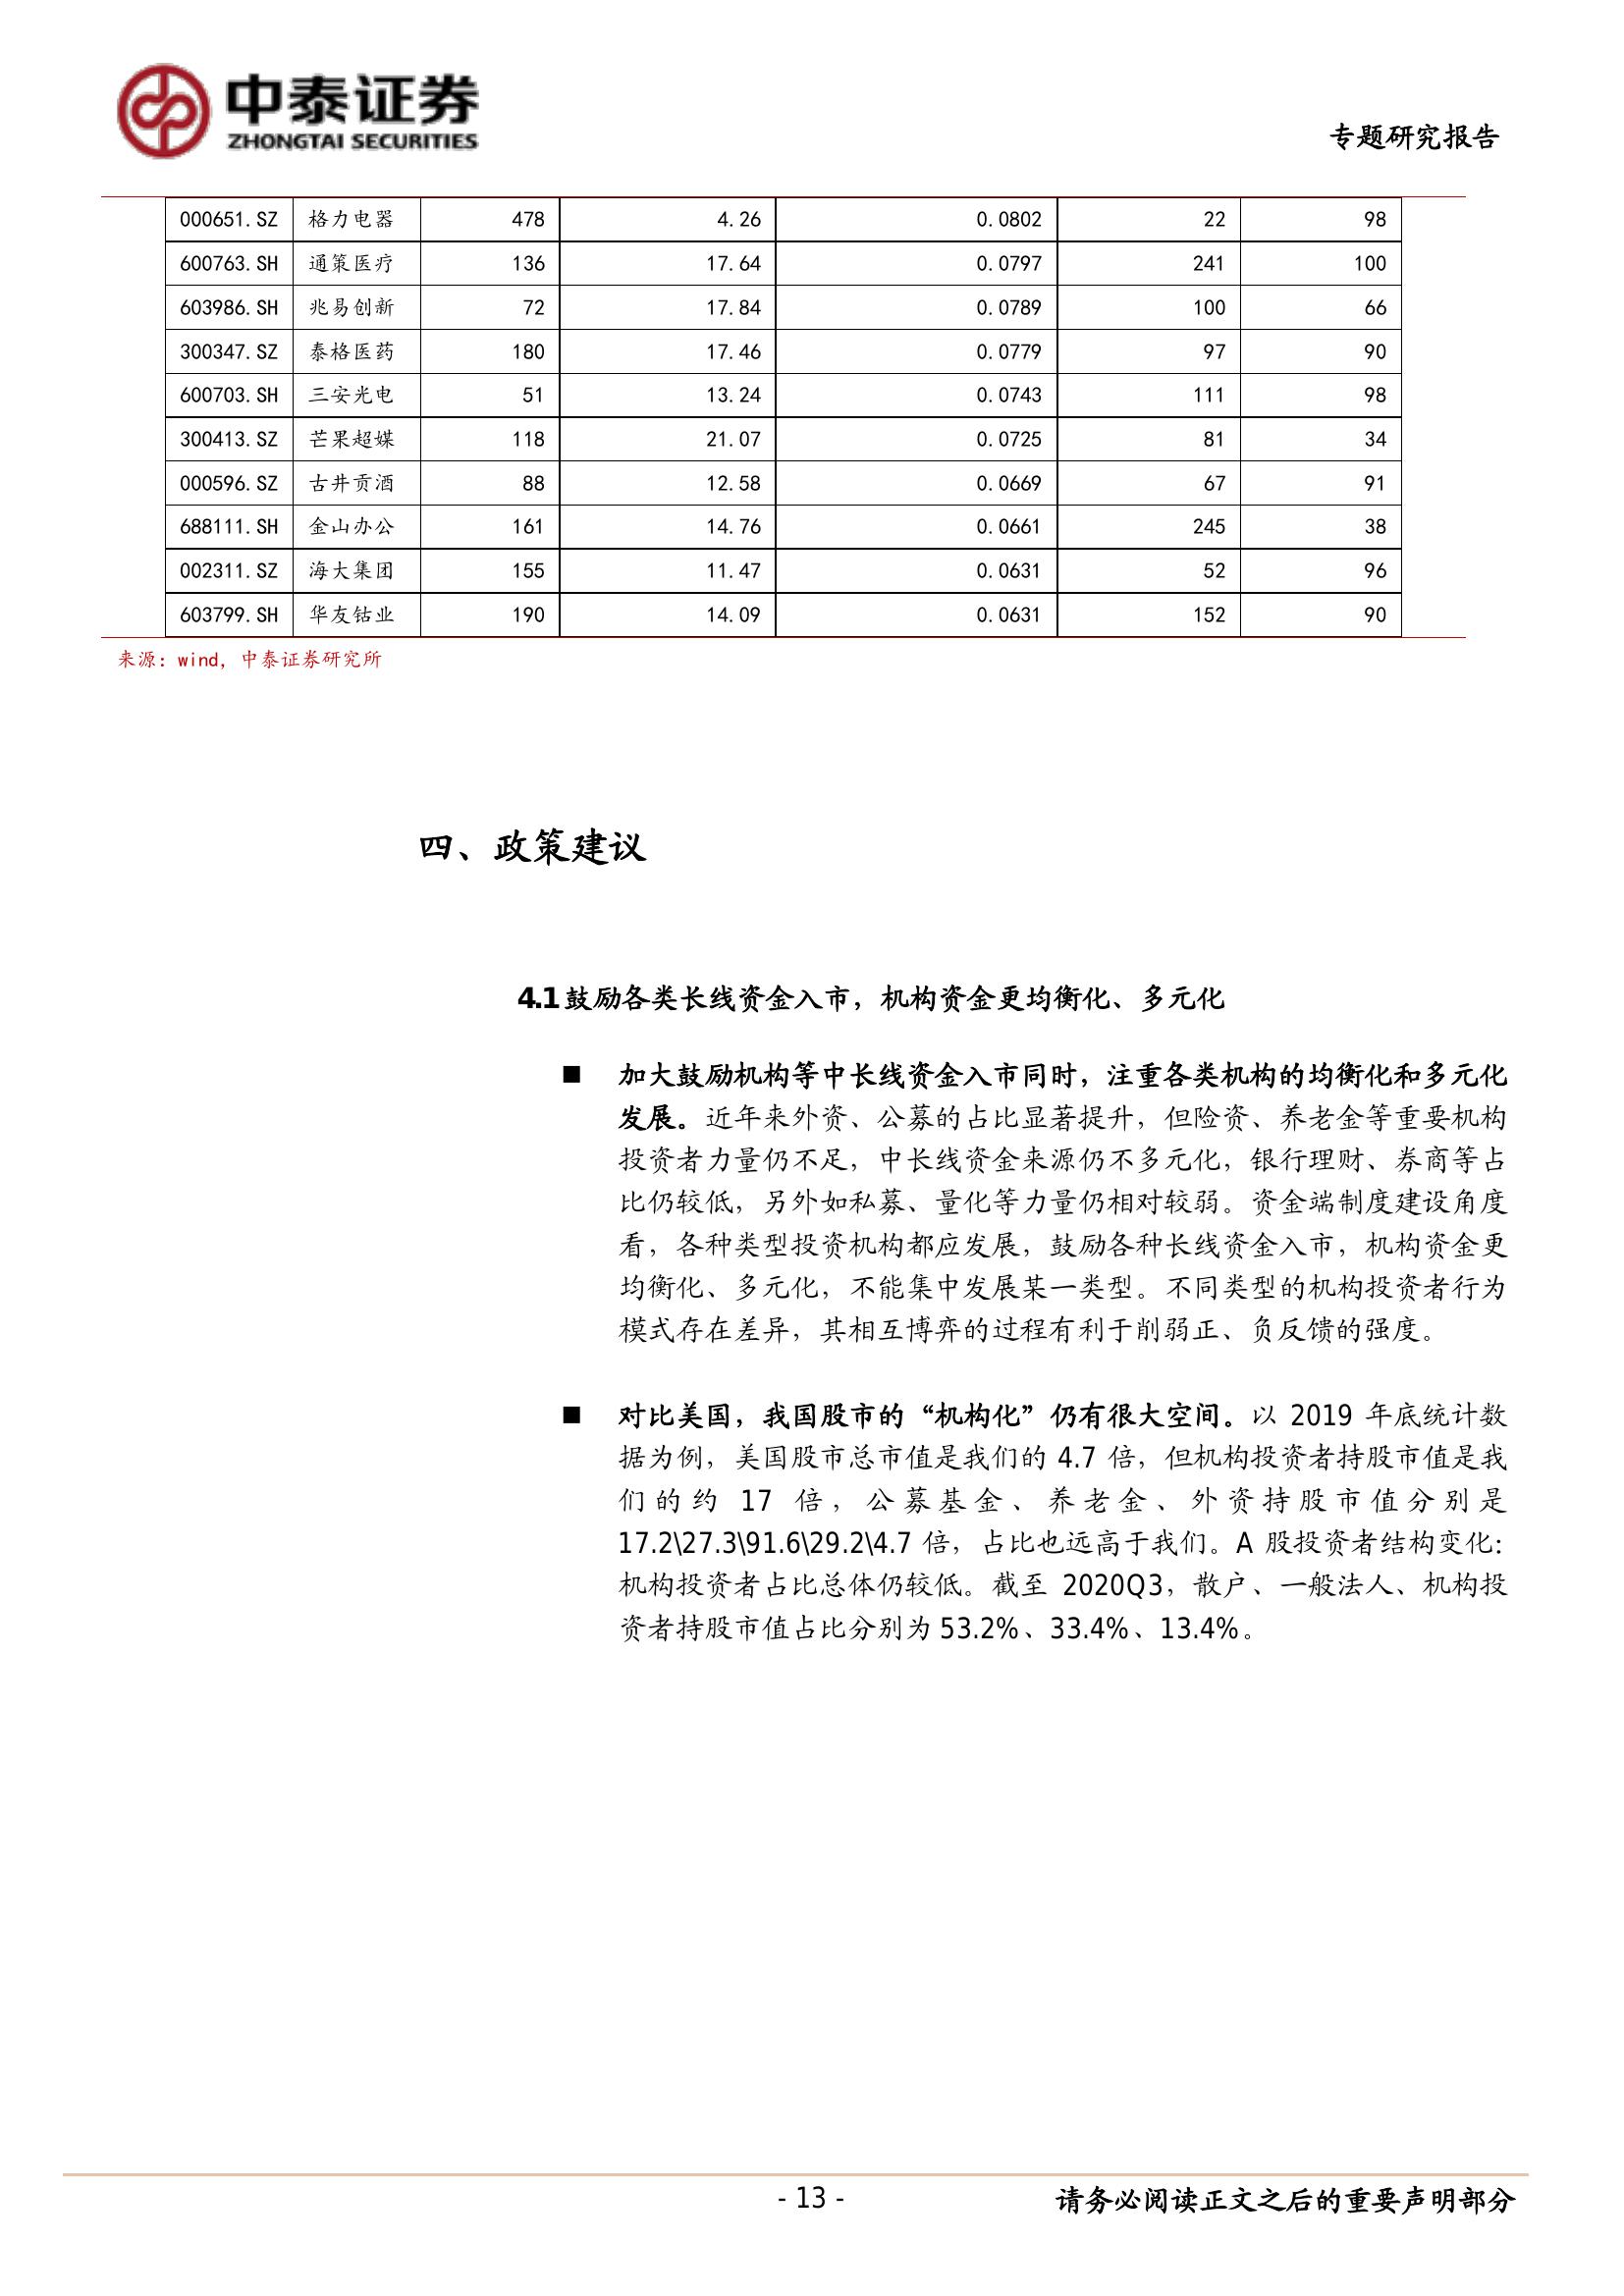 中泰证券
ZHONGTAI SECURITIES
专题研究报告
000651.SZ 格力电器 478 4.26 0.0802 22 98
600763.SH 通策医疗 136 17.64 0.0797 241 100
603986.SH 兆易创新 72 17.84 0.0789 100 66
300347.SZ 泰格医药 180 17.46 0.0779 97 90
600703.SH 三安光电 51 13.24 0.0743 111 98
300413.SZ 芒果超媒 118 21.07 0.0725 81 34
000596.SZ 古井贡酒 88 12.58 0.0669 67 91
688111.SH 金山办公 161 14.76 0.0661 245 38
002311.SZ 海大集团 155 11.47 0.0631 52 96
603799.SH 华友钴业 190 14.09 0.0631 152 90
来源：wind，中泰证券研究所
四、政策建议
4.1 鼓励各类长线资金入市，机构资金更均衡化、多元化
■ 加大鼓励机构等中长线资金入市同时，注重各类机构的均衡化和多元化
发展。近年来外资、公募的占比显著提升，但险资、养老金等重要机构
投资者力量仍不足，中长线资金来源仍不多元化，银行理财、券商等占
比仍较低，另外如私募、量化等力量仍相对较弱。资金端制度建设角度
看，各种类型投资机构都应发展，鼓励各种长线资金入市，机构资金更
均衡化、多元化，不能集中发展某一类型。不同类型的机构投资者行为
模式存在差异，其相互博弈的过程有利于削弱正、负反馈的强度。
■ 对比美国，我国股市的“机构化”仍有很大空间。以 2019 年底统计数
据为例，美国股市总市值是我们的 4.7 倍，但机构投资者持股市值是我
们的约 17 倍，公募基金、养老金、外资持股市值分别是
17.2\27.3\91.6\29.2\4.7 倍，占比也远高于我们。A 股投资者结构变化：
机构投资者占比总体仍较低。截至 2020Q3，散户、一般法人、机构投
资者持股市值占比分别为 53.2%、33.4%、13.4%。
- 13 -
请务必阅读正文之后的重要声明部分